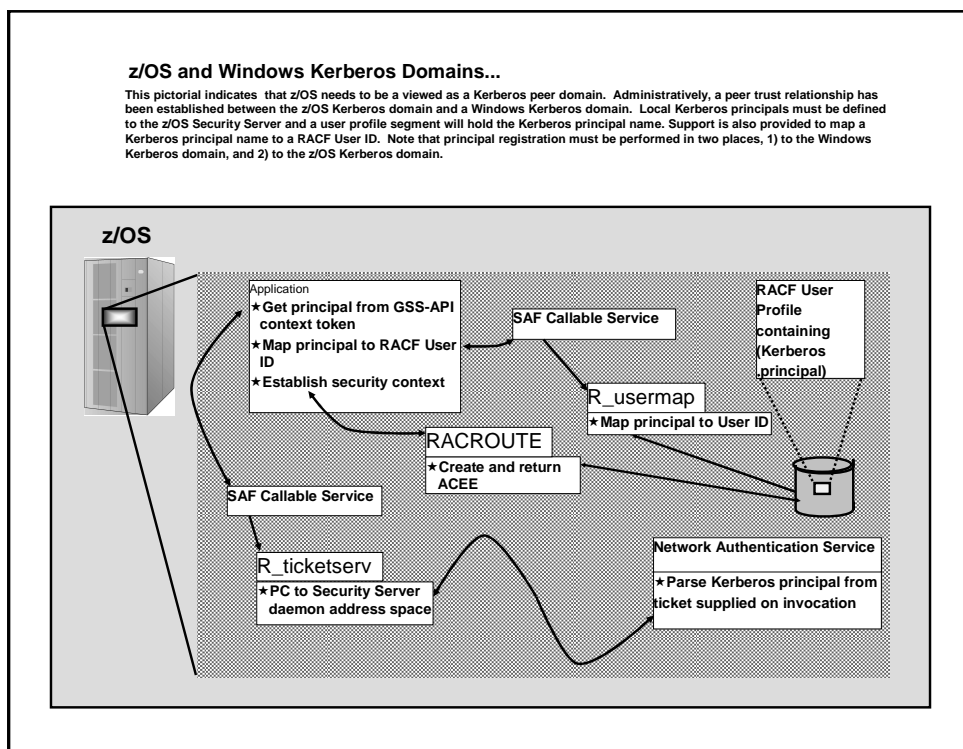 z/OS and Windows Kerberos Domains...
This pictorial indicates that z/OS needs to be a viewed as a Kerberos peer domain. Administratively, a peer trust relationship has
been established between the z/OS Kerberos domain and a Windows Kerberos domain. Local Kerberos principals must be defined
to the z/OS Security Server and a user profile segment will hold the Kerberos principal name. Support is also provided to map a
Kerberos principal name to a RACF User ID. Note that principal registration must be performed in two places, 1) to the Windows
Kerberos domain, and 2) to the z/OS Kerberos domain.
z/OS
Application
★Get principal from GSS-API
context token
★Map principal to RACF User
ID
★Establish security context
SAF Callable Service
RACF User
Profile
containing
(Kerberos
.principal)
R_usermap
★Map principal to User ID
RACROUTE
★Create and return
ACEE
SAF Callable Service
R_ticketserv
★PC to Security Server
daemon address space
Network Authentication Service
★Parse Kerberos principal from
ticket supplied on invocation